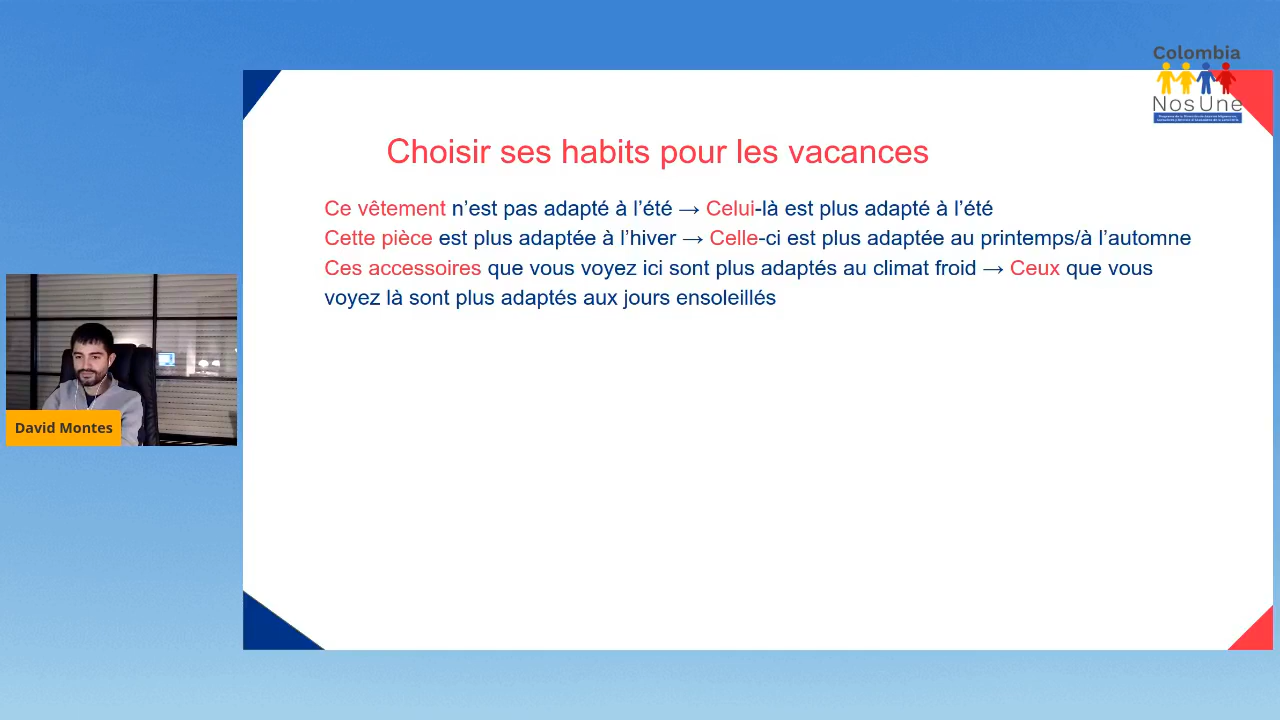 Colombia
NosUne
Choisir ses habits pour les vacances
Ce vêtement n’est pas adapté à l’été → Celui-là est plus adapté à l’été
Cette pièce est plus adaptée à l’hiver → Celle-ci est plus adaptée au printemps/à l’automne
Ces accessoires que vous voyez ici sont plus adaptés au climat froid → Ceux que vous
voyez là sont plus adaptés aux jours ensoleillés
David Montes